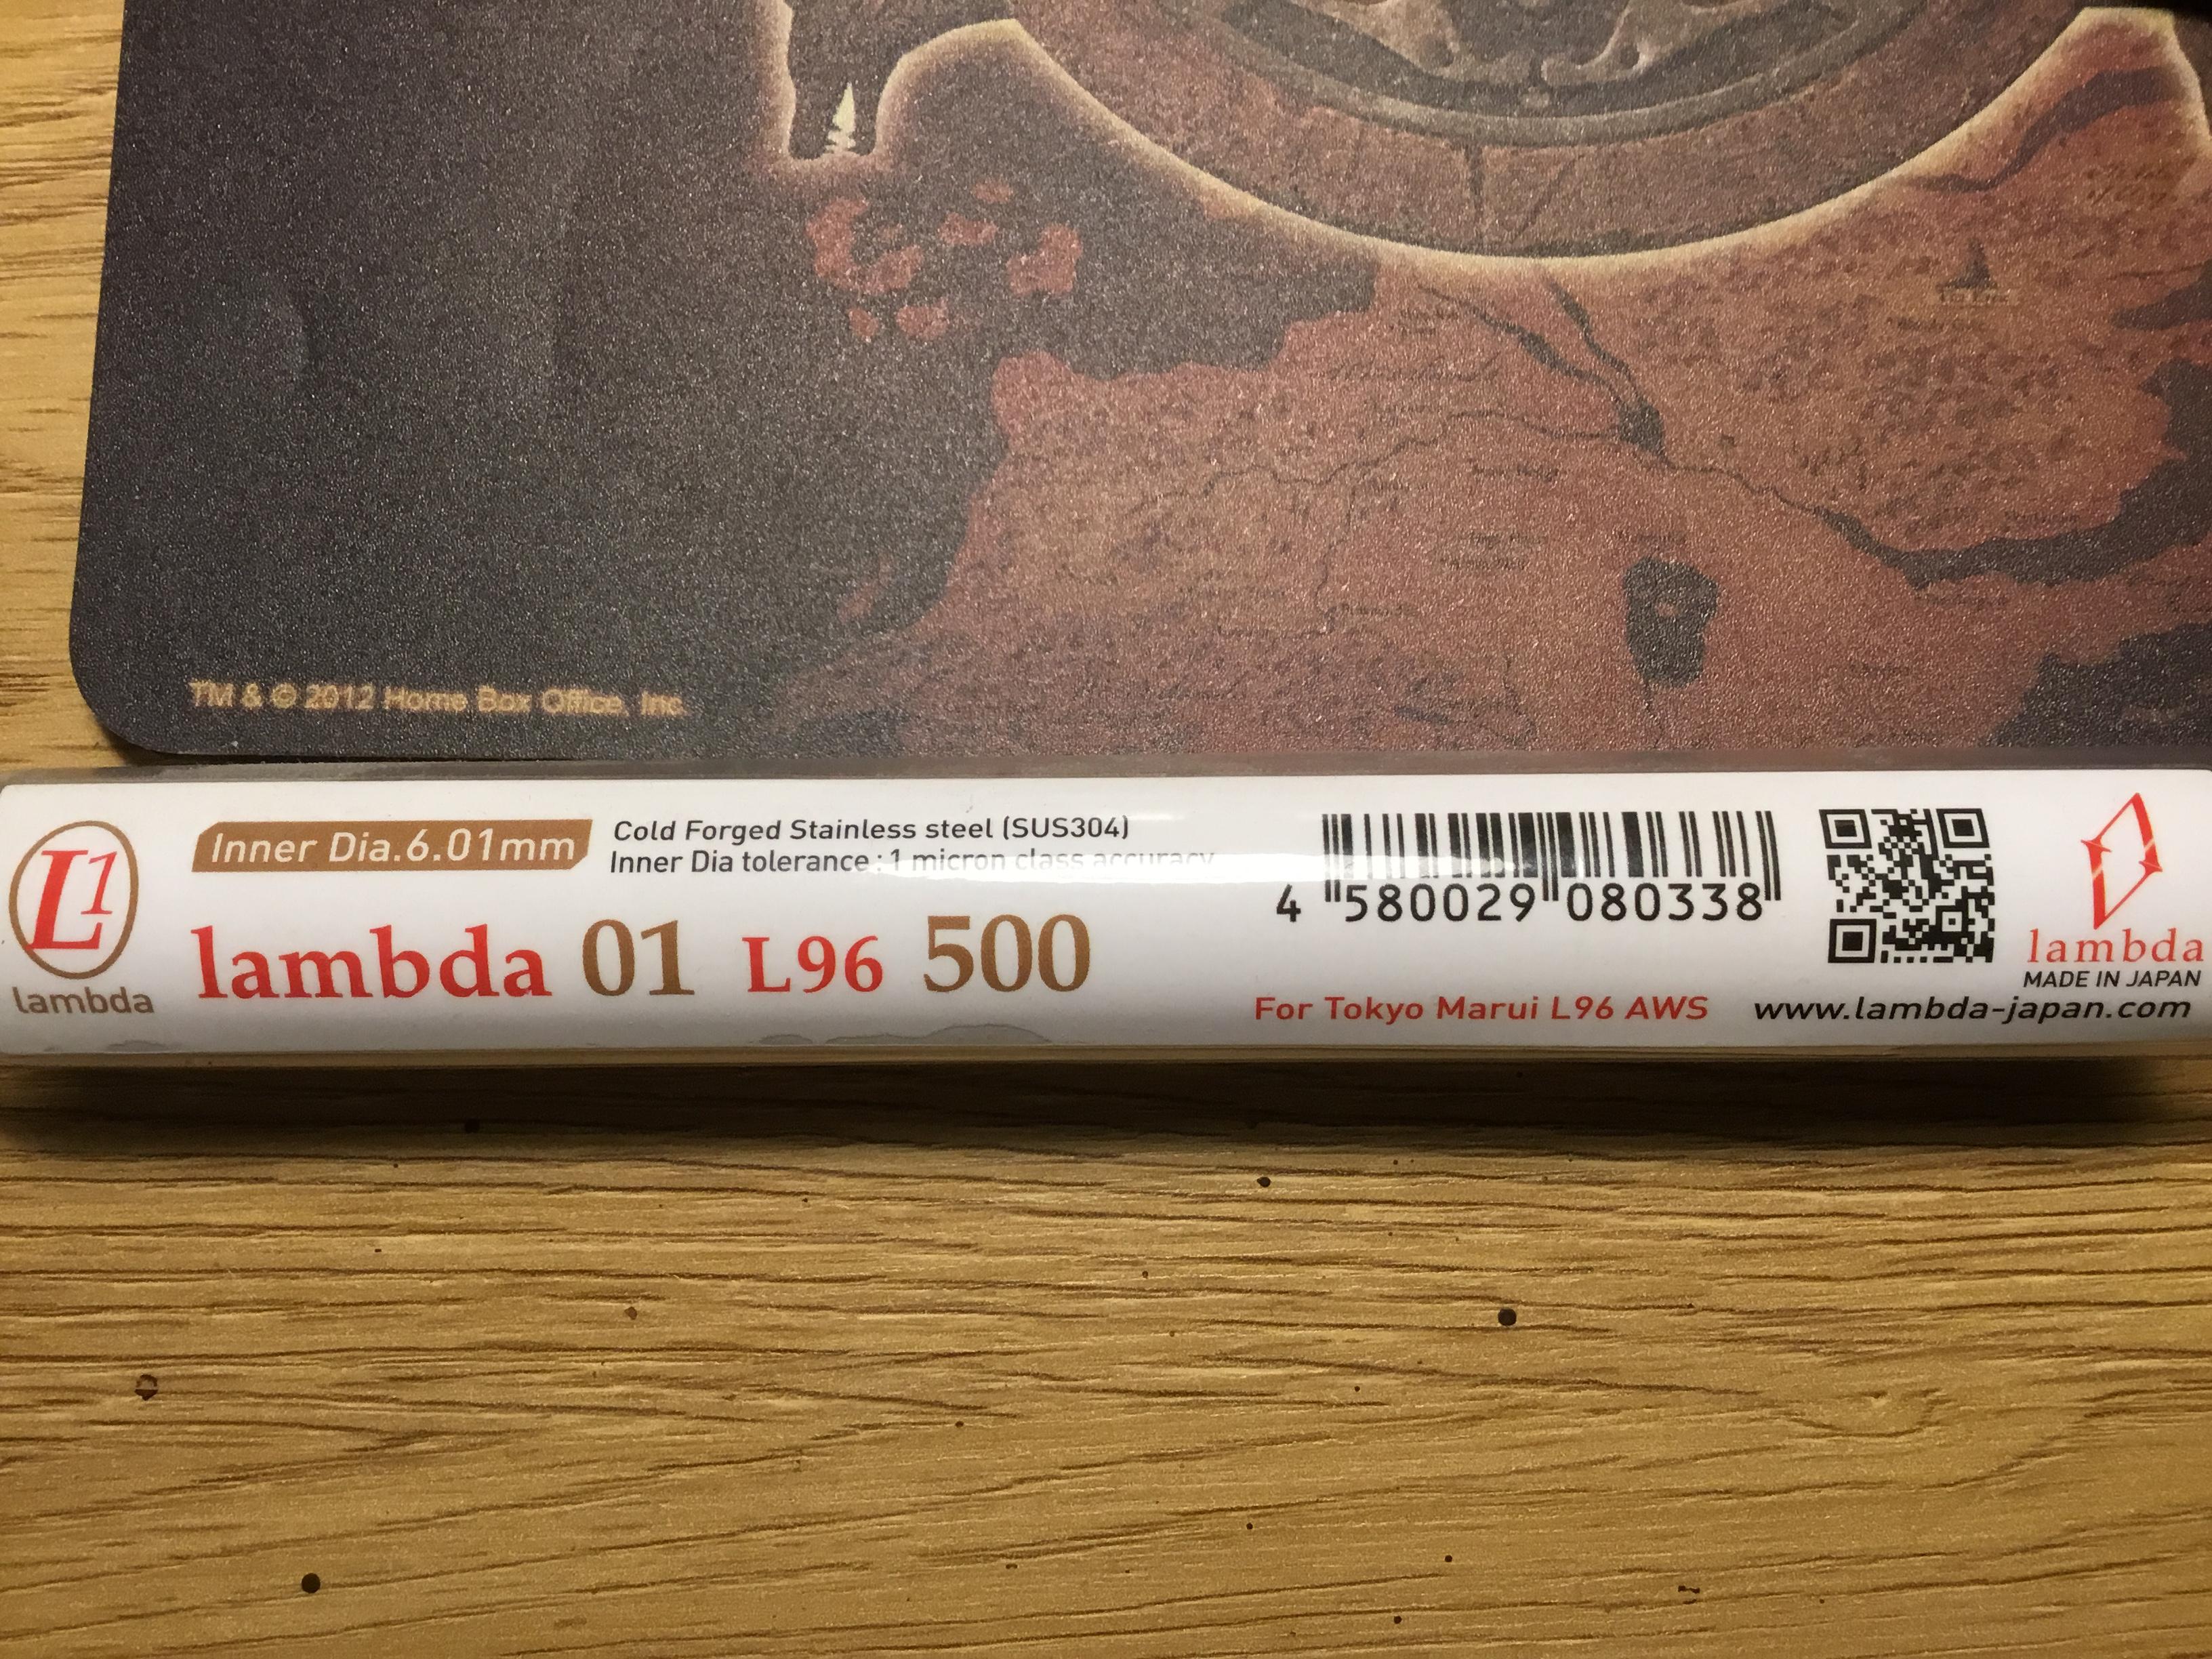 TM & © 2012 Home Box Office, Inc.
L1
lambda
Inner Dia.6.01mm
Cold Forged Stainless steel (SUS304)
Inner Dia tolerance : 1 micron class accuracy
lambda 01 L96 500
4 580029 080338
For Tokyo Marui L96 AWS
lambda
MADE IN JAPAN
www.lambda-japan.com